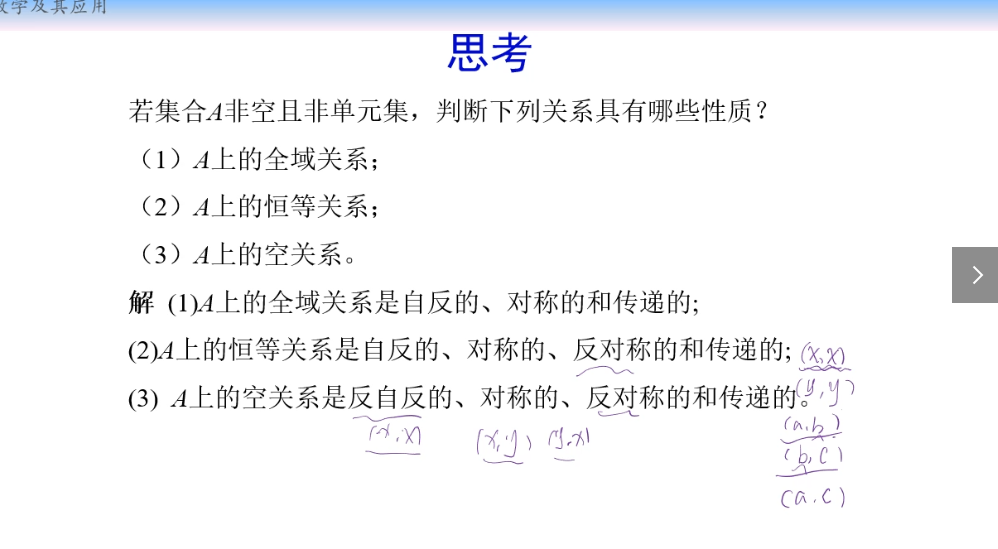 数学及其应用
思考
若集合A非空且非单元集，判断下列关系具有哪些性质？
（1）A上的全域关系；
（2）A上的恒等关系；
（3）A上的空关系。
解 (1)A上的全域关系是自反的、对称的和传递的;
(2)A上的恒等关系是自反的、对称的、反对称的和传递的; (x,x)
(3) A上的空关系是反自反的、对称的、反对称的和传递的。(y,y)
(x,x) (x,y) (y,x) (a,b)
(b,c)
(a,c)